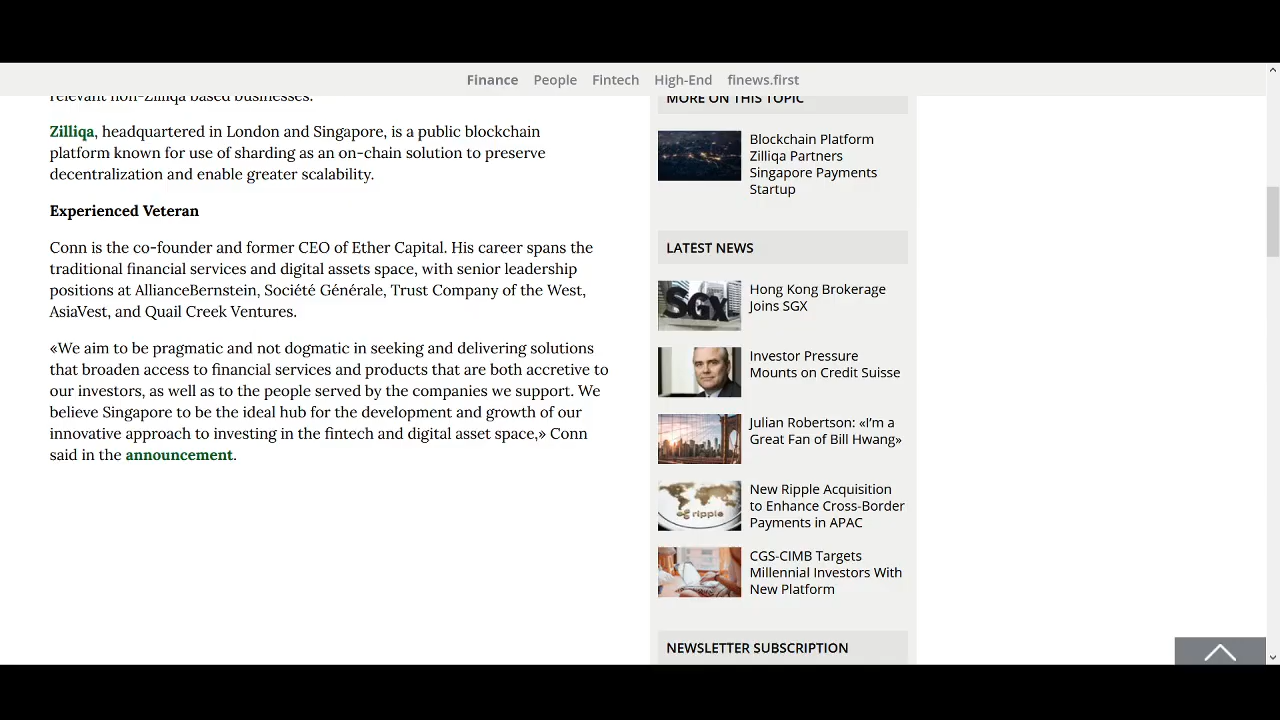 Finance People Fintech High-End finews.first
relevant non-Zilliqa based businesses.
Zilliqa, headquartered in London and Singapore, is a public blockchain
platform known for use of sharding as an on-chain solution to preserve
decentralization and enable greater scalability.
Experienced Veteran
Conn is the co-founder and former CEO of Ether Capital. His career spans the
traditional financial services and digital assets space, with senior leadership
positions at AllianceBernstein, Société Générale, Trust Company of the West,
AsiaVest, and Quail Creek Ventures.
«We aim to be pragmatic and not dogmatic in seeking and delivering solutions
that broaden access to financial services and products that are both accretive to
our investors, as well as to the people served by the companies we support. We
believe Singapore to be the ideal hub for the development and growth of our
innovative approach to investing in the fintech and digital asset space,» Conn
said in the announcement.
MORE ON THIS TOPIC
Blockchain Platform
Zilliqa Partners
Singapore Payments
Startup
LATEST NEWS
SGX
Hong Kong Brokerage
Joins SGX
Investor Pressure
Mounts on Credit Suisse
Julian Robertson: «I'm a
Great Fan of Bill Hwang»
ripple
New Ripple Acquisition
to Enhance Cross-Border
Payments in APAC
CGS-CIMB Targets
Millennial Investors With
New Platform
NEWSLETTER SUBSCRIPTION